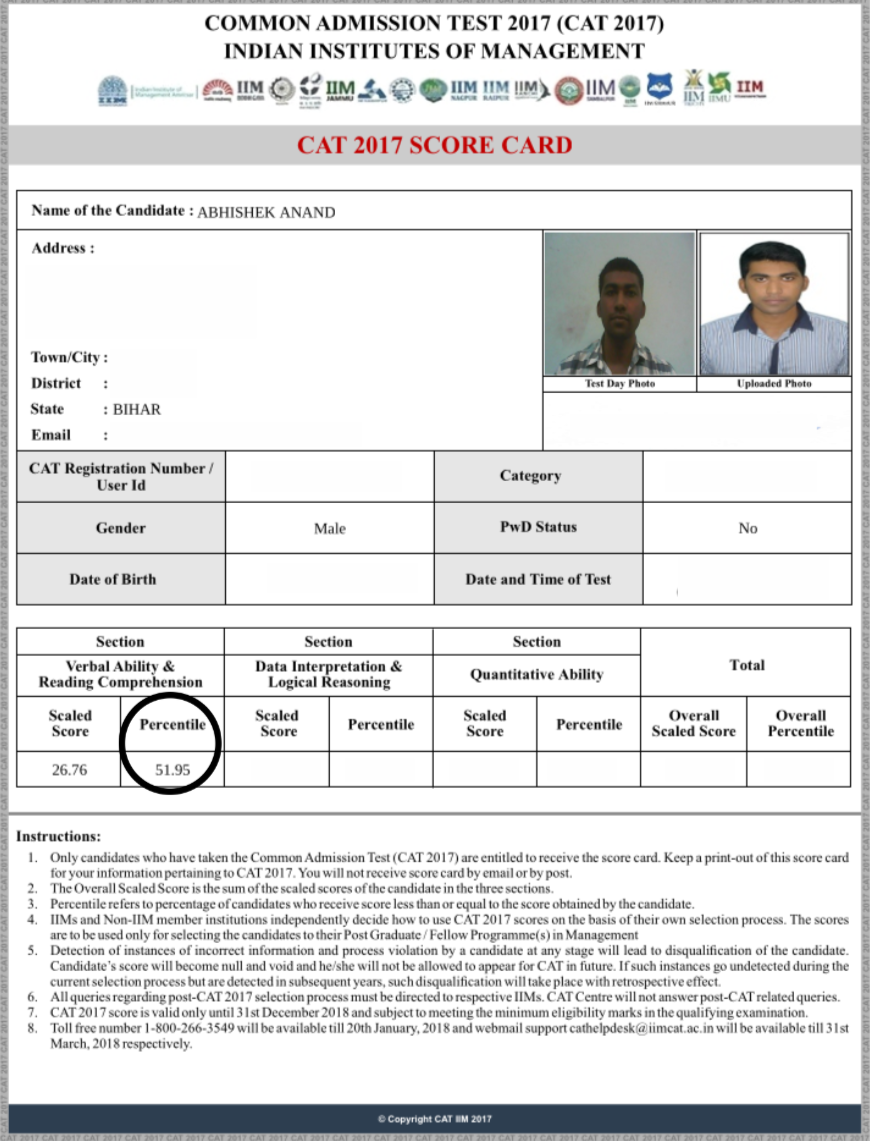 COMMON ADMISSION TEST 2017 (CAT 2017)
INDIAN INSTITUTES OF MANAGEMENT
IIM
Indian Institute of
Management Amritsar
IIM
IIM
JAMMU
IIM
NAGPUR
IIM
RAIPUR
IIM
IIM
IIM
IIMU
IIM
CAT 2017 SCORE CARD
Name of the Candidate : ABHISHEK ANAND
Address :
Town/City :
District :
State : BIHAR
Email :
Test Day Photo
Uploaded Photo
CAT Registration Number /
User Id
Category
Gender
Male
PwD Status
No
Date of Birth
Date and Time of Test
Section
Section
Section
Total
Verbal Ability &
Reading Comprehension
Data Interpretation &
Logical Reasoning
Quantitative Ability
Scaled
Score
Percentile
Scaled
Score
Percentile
Scaled
Score
Percentile
Overall
Scaled Score
Overall
Percentile
26.76
51.95
Instructions:
1. Only candidates who have taken the Common Admission Test (CAT 2017) are entitled to receive the score card. Keep a print-out of this score card
for your information pertaining to CAT 2017. You will not receive score card by email or by post.
2. The Overall Scaled Score is the sum of the scaled scores of the candidate in the three sections.
3. Percentile refers to percentage of candidates who receive score less than or equal to the score obtained by the candidate.
4. IIMs and Non-IIM member institutions independently decide how to use CAT 2017 scores on the basis of their own selection process. The scores
are to be used only for selecting the candidates to their Post Graduate / Fellow Programme(s) in Management
5. Detection of instances of incorrect information and process violation by a candidate at any stage will lead to disqualification of the candidate.
Candidate's score will become null and void and he/she will not be allowed to appear for CAT in future. If such instances go undetected during the
current selection process but are detected in subsequent years, such disqualification will take place with retrospective effect.
6. All queries regarding post-CAT 2017 selection process must be directed to respective IIMs. CAT Centre will not answer post-CAT related queries.
7. CAT 2017 score is valid only until 31st December 2018 and subject to meeting the minimum eligibility marks in the qualifying examination.
8. Toll free number 1-800-266-3549 will be available till 20th January, 2018 and webmail support cathelpdesk@iimcat.ac.in will be available till 31st
March, 2018 respectively.
© Copyright CAT IIM 2017